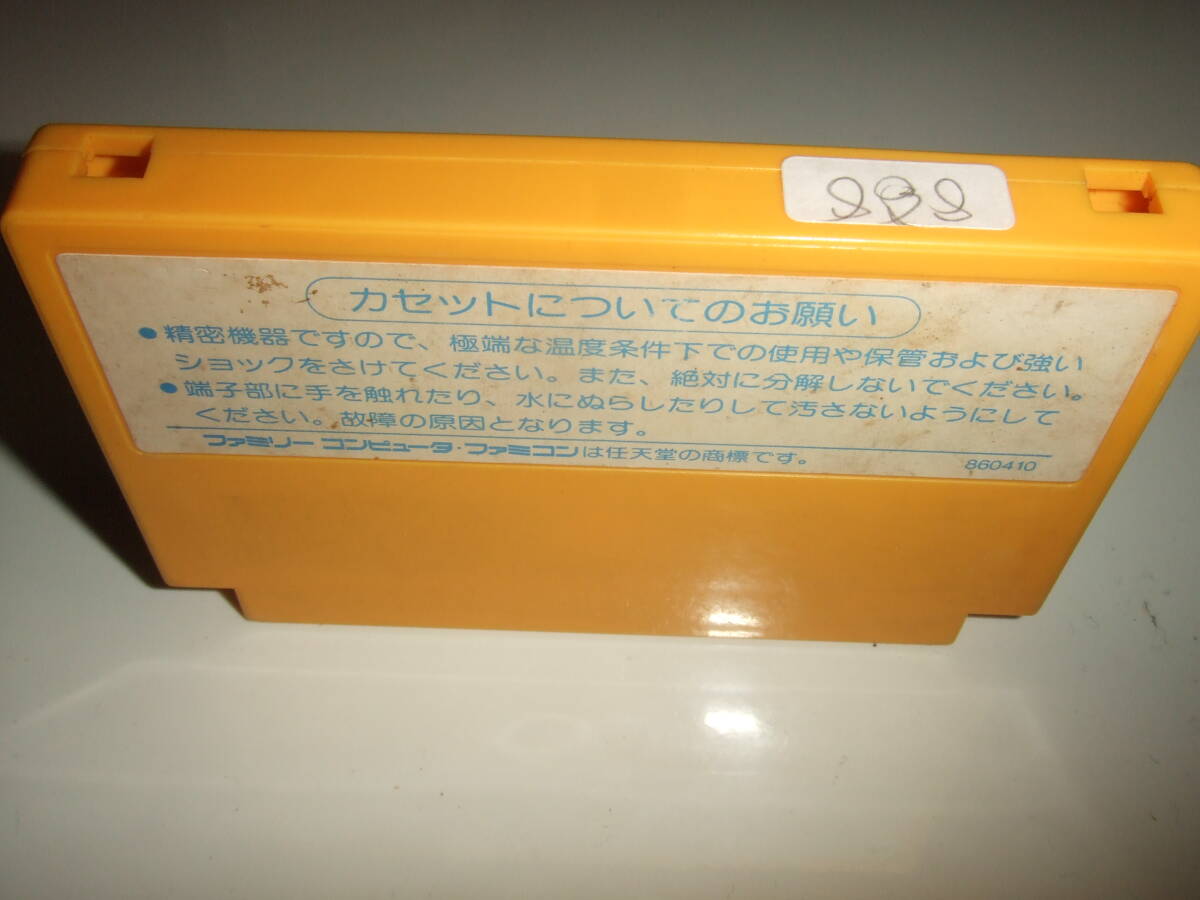 カセットについてのお願い
●精密機器ですので、極端な温度条件下での使用や保管および強い
ショックをさけてください。また、絶対に分解しないでください。
●端子部に手を触れたり、水にぬらしたりして汚さないようにして
ください。故障の原因となります。
ファミリーコンピュータ・ファミコンは任天堂の商標です。 860410